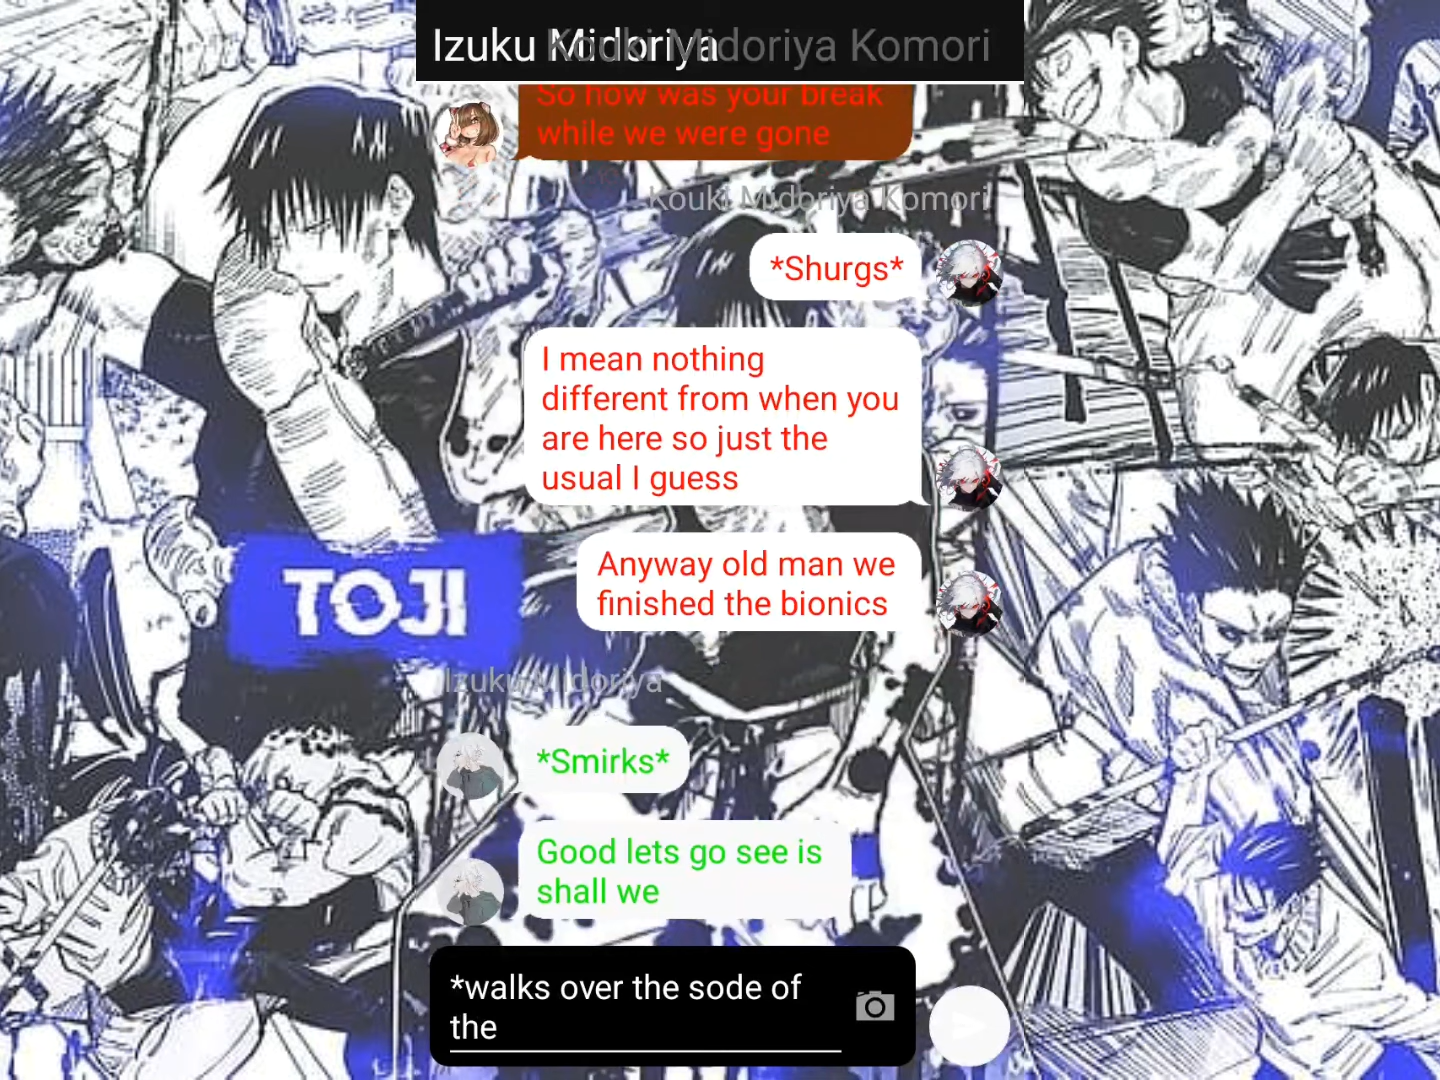 Izuku Midoriya
Kouki Midoriya Komori
So how was your break
while we were gone
Kouki Midoriya Komori
*Shurgs*
I mean nothing
different from when you
are here so just the
usual I guess
Anyway old man we
finished the bionics
TOJI
Izuku Midoriya
*Smirks*
Good lets go see is
shall we
*walks over the sode of
the